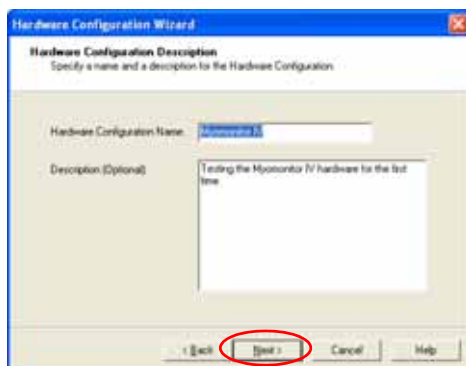 Hardware Configuration Wizard
Hardware Configuration Description
Specify a name and a description for the Hardware Configuration.
Hardware Configuration Name: Myomonitor IV
Description (Optional): Testing the Myomonitor IV hardware for the first
time.
< Back Next > Cancel Help